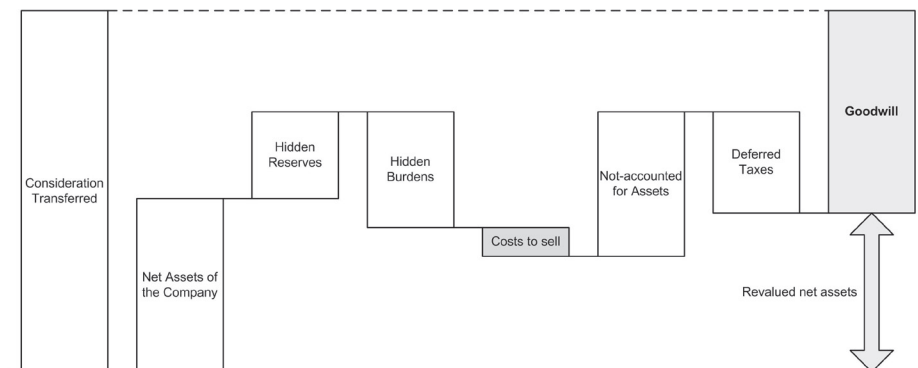 Consideration
Transferred
Net Assets of
the Company
Hidden
Reserves
Hidden
Burdens
Costs to sell
Not-accounted
for Assets
Deferred
Taxes
Goodwill
Revalued net assets